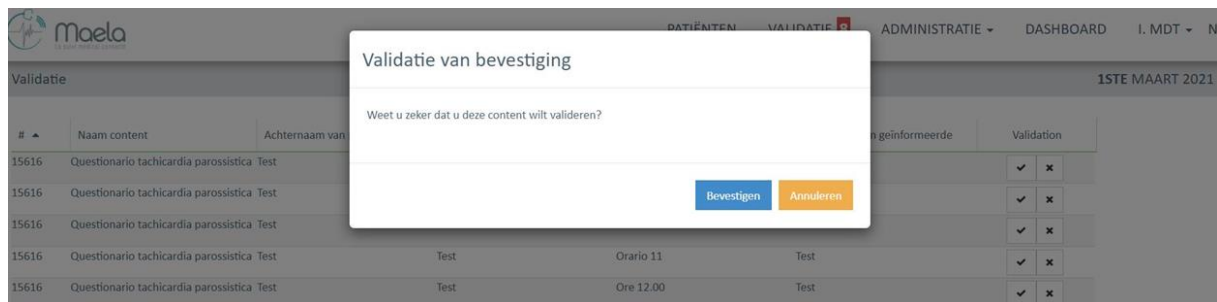 Maela
PATIËNTEN VALIDATIE 8 ADMINISTRATIE DASHBOARD I. MDT N
Validatie van bevestiging
Validatie 1STE MAART 2021
Weet u zeker dat u deze content wilt valideren?
# Naam content Achternaam van n geïnformeerde Validation
15616 Questionario tachicardia parossistica Test
15616 Questionario tachicardia parossistica Test
Bevestigen Annuleren
15616 Questionario tachicardia parossistica Test
15616 Questionario tachicardia parossistica Test Test Orario 11 Test
15616 Questionario tachicardia parossistica Test Test Ore 12.00 Test